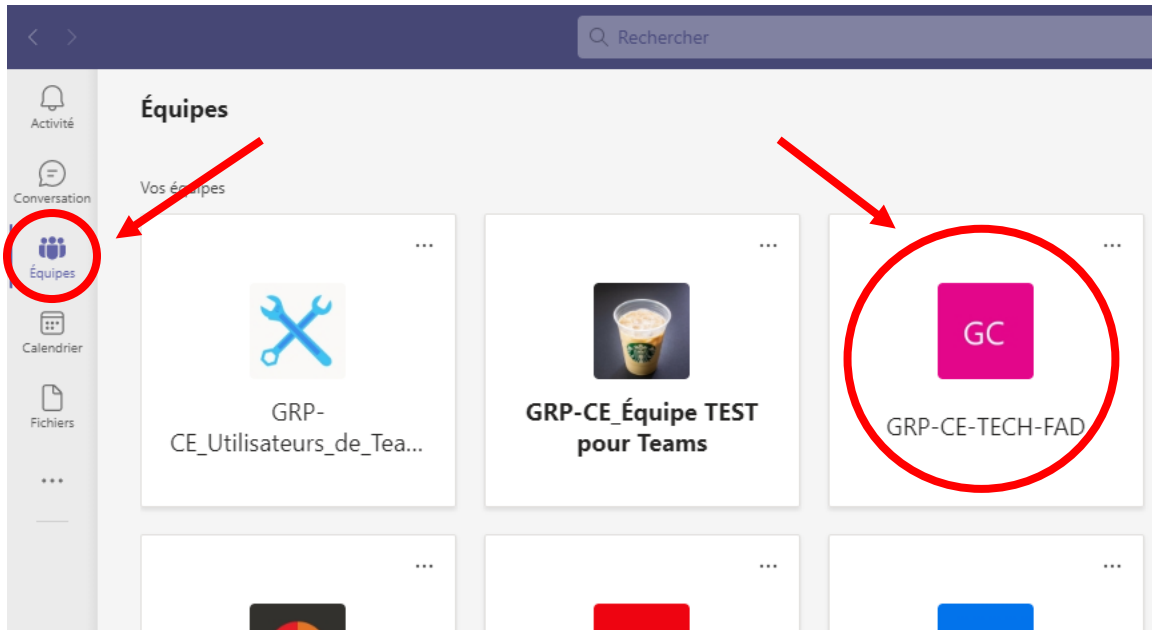 Rechercher
Activité
Conversation
Équipes
Calendrier
Fichiers
Équipes
Vos équipes
GRP-
CE_Utilisateurs_de_Tea...
GRP-CE_Équipe TEST
pour Teams
GC
GRP-CE-TECH-FAD